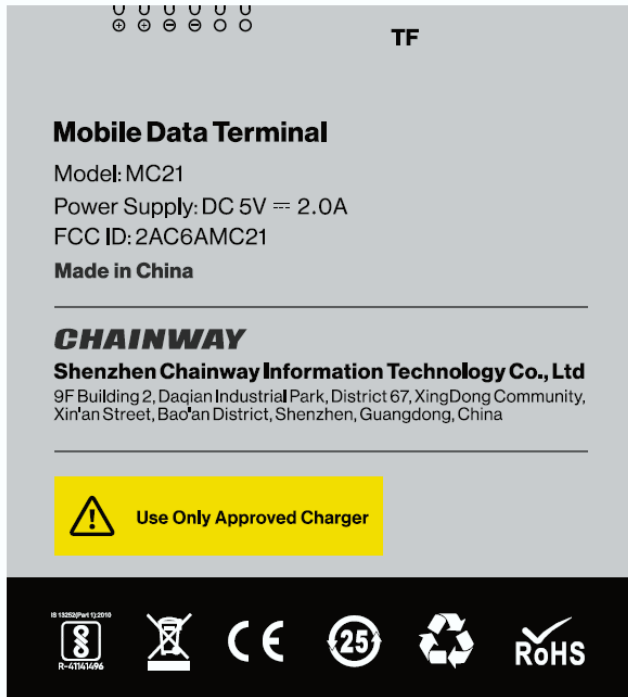 TF
Mobile Data Terminal
Model: MC21
Power Supply: DC 5V ⎓ 2.0A
FCC ID: 2AC6AMC21
Made in China
CHAINWAY
Shenzhen Chainway Information Technology Co., Ltd
9F Building 2, Daqian Industrial Park, District 67, XingDong Community,
Xin'an Street, Bao'an District, Shenzhen, Guangdong, China
Use Only Approved Charger
IS 13252(Part 1):2010
R-41141496
CE
25
RoHS